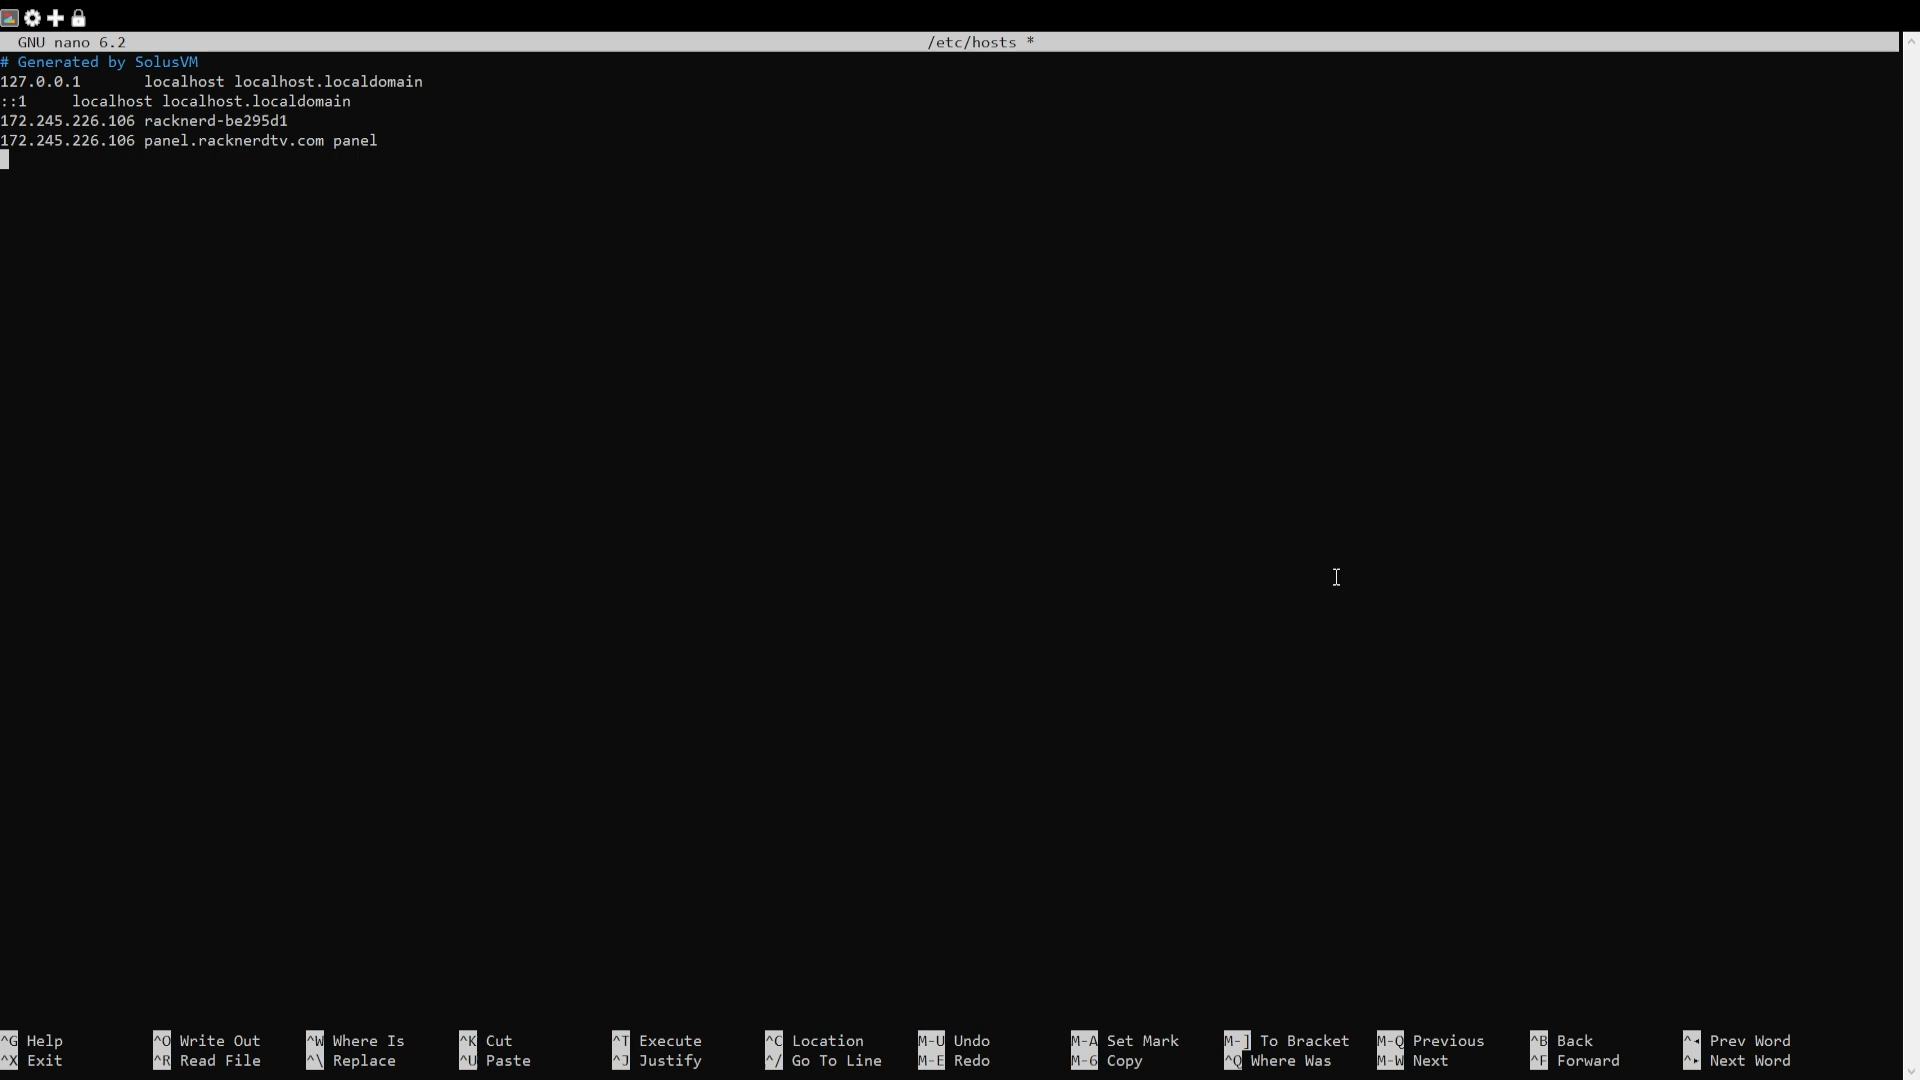 GNU nano 6.2 /etc/hosts *
# Generated by SolusVM
127.0.0.1 localhost localhost.localdomain
::1 localhost localhost.localdomain
172.245.226.106 racknerd-be295d1
172.245.226.106 panel.racknerdtv.com panel
^G Help ^O Write Out ^W Where Is ^K Cut ^T Execute ^C Location M-U Undo M-A Set Mark M-] To Bracket M-Q Previous ^B Back ^◂ Prev Word
^X Exit ^R Read File ^\ Replace ^U Paste ^J Justify ^/ Go To Line M-E Redo M-6 Copy ^Q Where Was M-W Next ^F Forward ^▸ Next Word